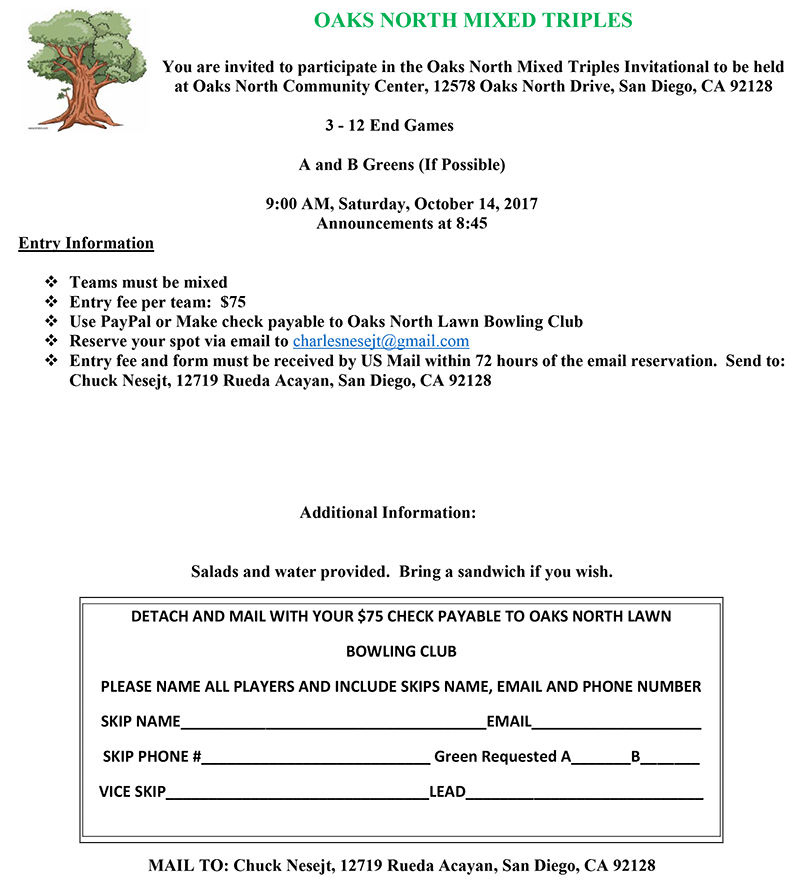 OAKS NORTH MIXED TRIPLES
You are invited to participate in the Oaks North Mixed Triples Invitational to be held
at Oaks North Community Center, 12578 Oaks North Drive, San Diego, CA 92128
3 - 12 End Games
A and B Greens (If Possible)
9:00 AM, Saturday, October 14, 2017
Announcements at 8:45
Entry Information
❖ Teams must be mixed
❖ Entry fee per team:  $75
❖ Use PayPal or Make check payable to Oaks North Lawn Bowling Club
❖ Reserve your spot via email to charlesnesejt@gmail.com
❖ Entry fee and form must be received by US Mail within 72 hours of the email reservation.  Send to:
Chuck Nesejt, 12719 Rueda Acayan, San Diego, CA 92128
Additional Information:
Salads and water provided.  Bring a sandwich if you wish.
DETACH AND MAIL WITH YOUR $75 CHECK PAYABLE TO OAKS NORTH LAWN
BOWLING CLUB
PLEASE NAME ALL PLAYERS AND INCLUDE SKIPS NAME, EMAIL AND PHONE NUMBER
SKIP NAME____________________________________EMAIL____________________
SKIP PHONE #___________________________ Green Requested A_______B_______
VICE SKIP_______________________________LEAD____________________________
MAIL TO: Chuck Nesejt, 12719 Rueda Acayan, San Diego, CA 92128